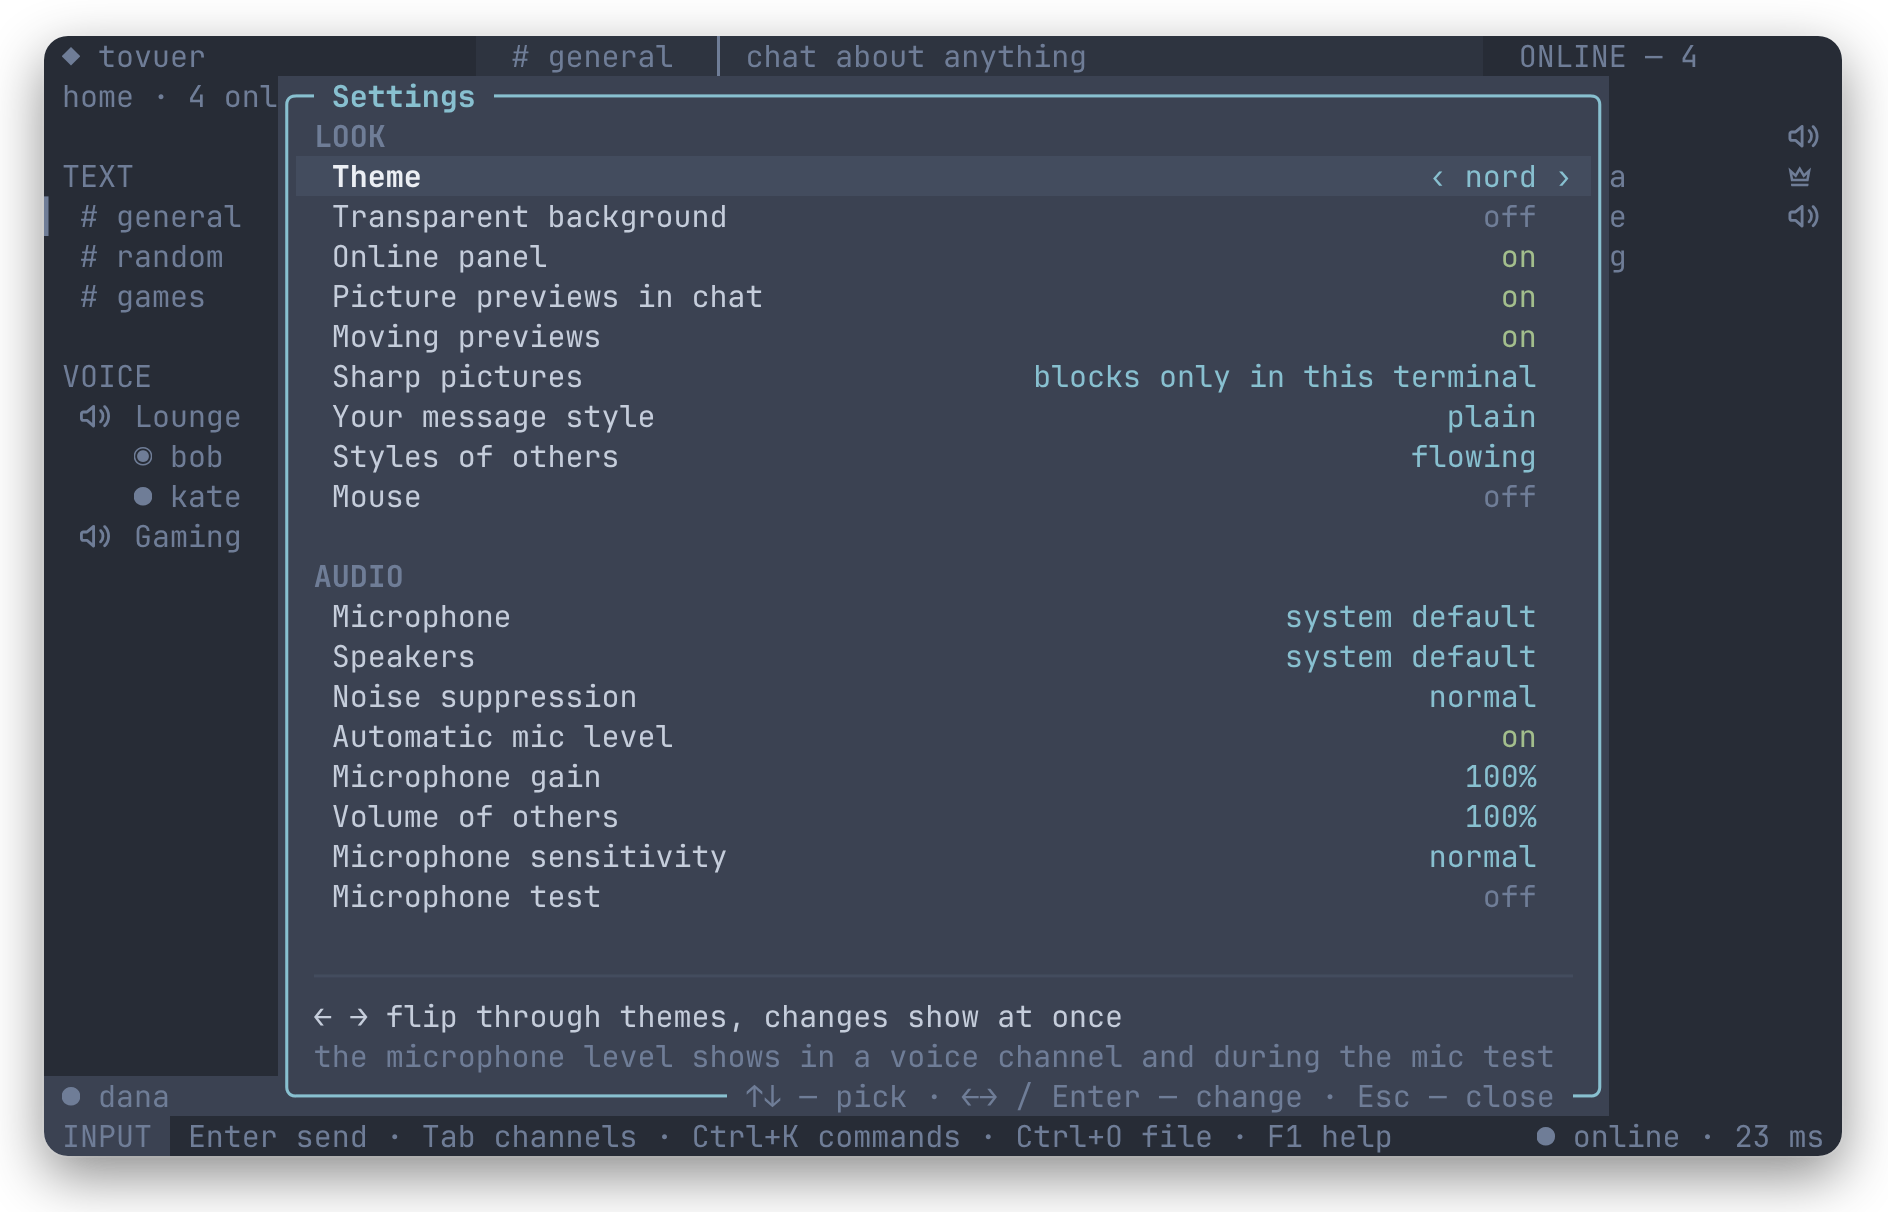 ◆ tovuer
# general │ chat about anything
ONLINE — 4
home · 4 onl
TEXT
# general
# random
# games
VOICE
Lounge
◉ bob
● kate
Gaming
Settings
LOOK
Theme ‹ nord ›
Transparent background off
Online panel on
Picture previews in chat on
Moving previews on
Sharp pictures blocks only in this terminal
Your message style plain
Styles of others flowing
Mouse off
AUDIO
Microphone system default
Speakers system default
Noise suppression normal
Automatic mic level on
Microphone gain 100%
Volume of others 100%
Microphone sensitivity normal
Microphone test off
← → flip through themes, changes show at once
the microphone level shows in a voice channel and during the mic test
↑↓ — pick · ←→ / Enter — change · Esc — close
a
e
g
● dana
INPUT Enter send · Tab channels · Ctrl+K commands · Ctrl+O file · F1 help ● online · 23 ms